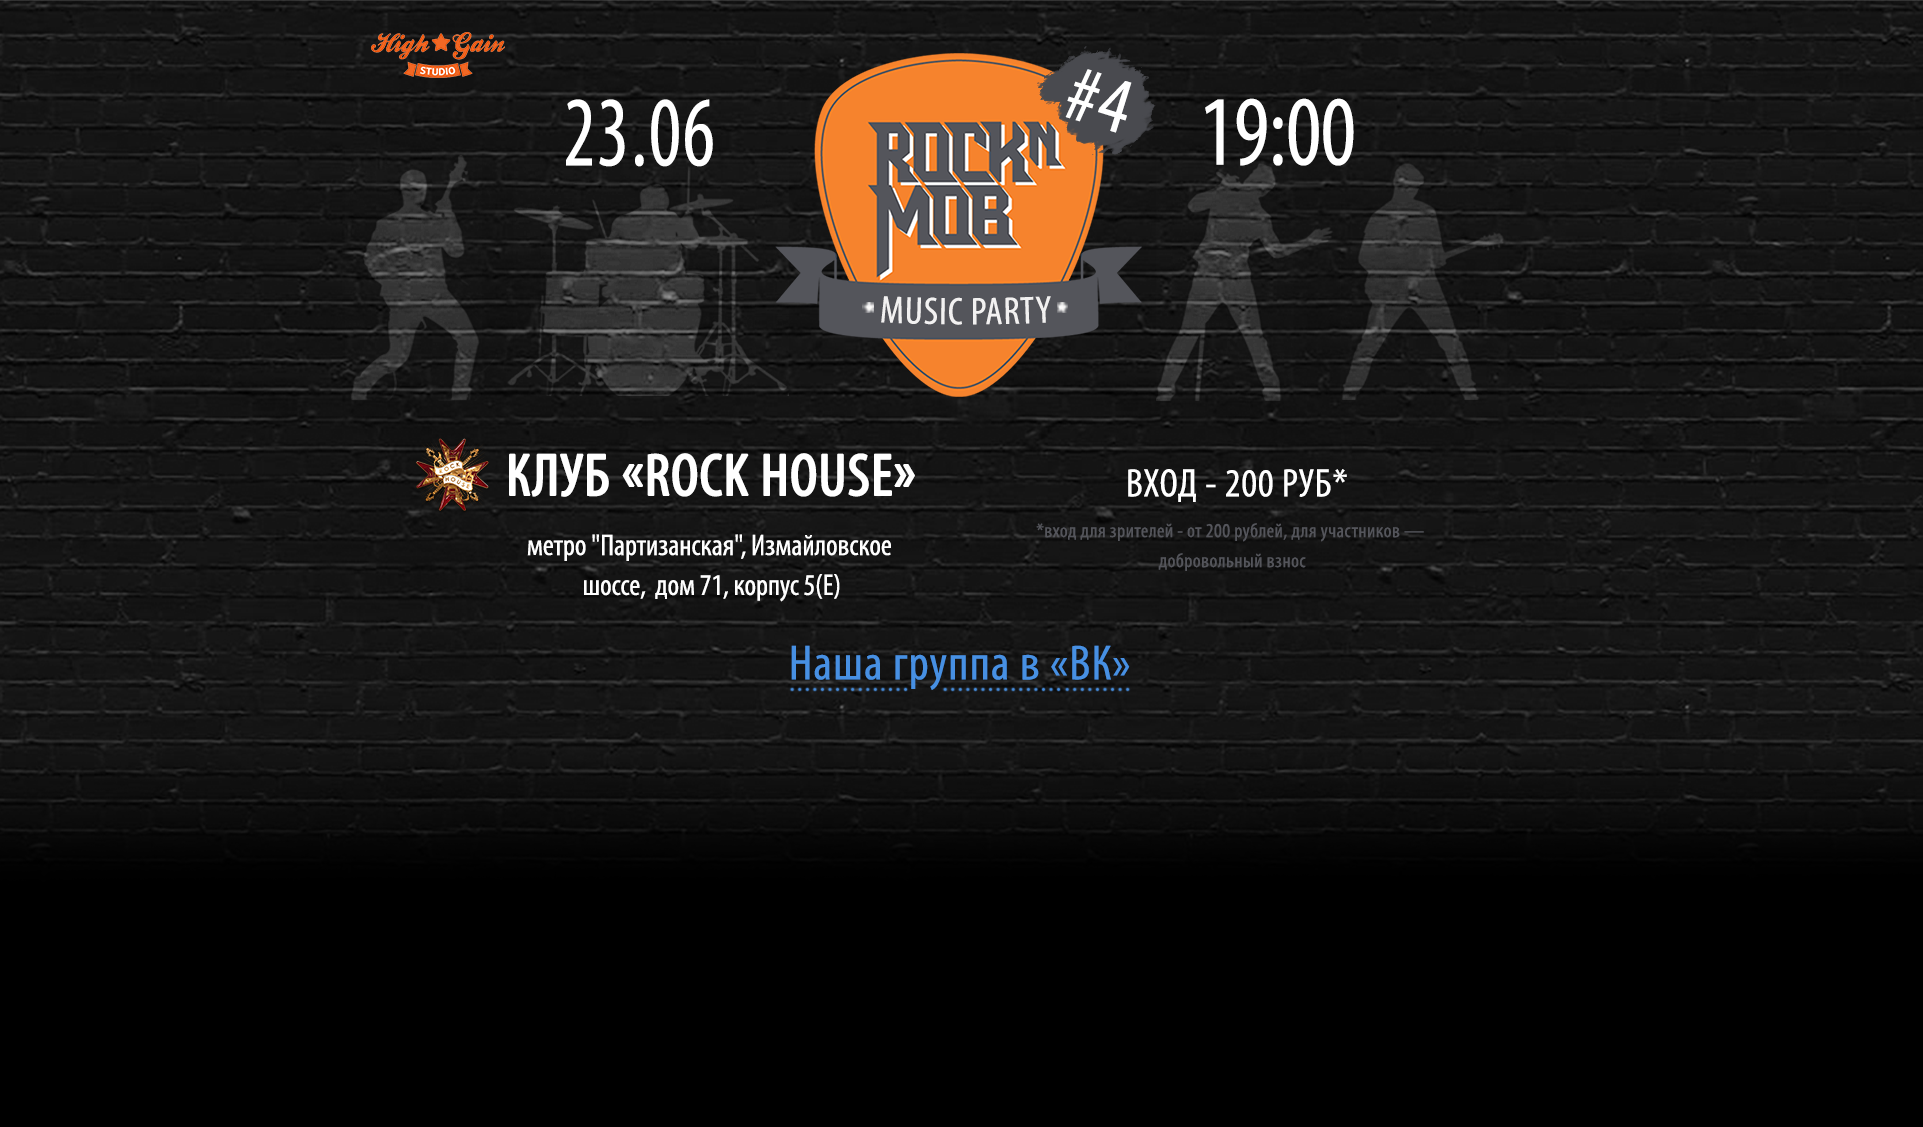 High Gain
STUDIO
23.06
#4
19:00
ROCK N
MOB
MUSIC PARTY
ROCK
HOUSE
КЛУБ «ROCK HOUSE»
метро "Партизанская", Измайловское
шоссе, дом 71, корпус 5(Е)
ВХОД - 200 РУБ*
*вход для зрителей - от 200 рублей, для участников —
добровольный взнос
Наша группа в «ВК»